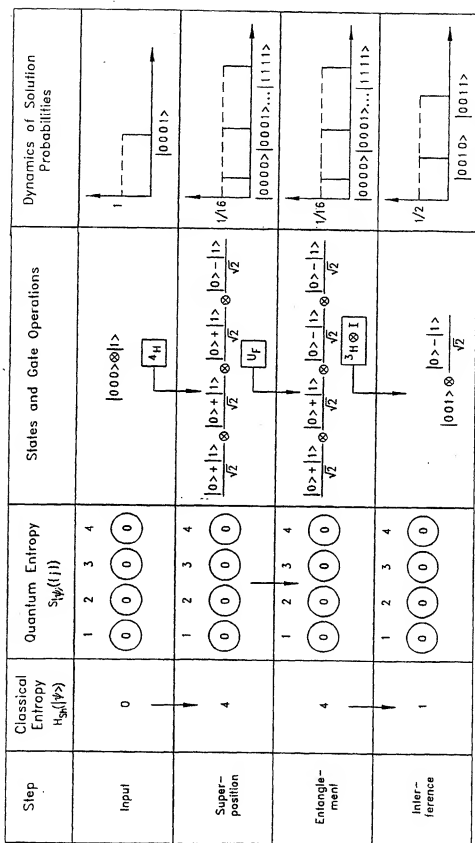 Step
Classical
Entropy
H_Sh(|ψ>)
Quantum Entropy
S_|ψ>({j})
States and Gate Operations
Dynamics of Solution
Probabilities
Input
0
1 2 3 4
0 0 0 0
|000>⊗|1>
⁴H
1
|0001>
Super-
position
4
1 2 3 4
0 0 0 0
|0>+|1> |0>+|1> |0>+|1> |0>-|1>
⊗ ⊗ ⊗
√2 √2 √2 √2
U_F
1/16
|0000>|0001>...|1111>
Entangle-
ment
4
1 2 3 4
0 0 0 0
|0>+|1> |0>+|1> |0>-|1> |0>-|1>
⊗ ⊗ ⊗
√2 √2 √2 √2
³H⊗I
1/16
|0000>|0001>...|1111>
Inter-
ference
1
1 2 3 4
0 0 0 0
|0>-|1>
|001>⊗
√2
1/2
|0010> |0011>